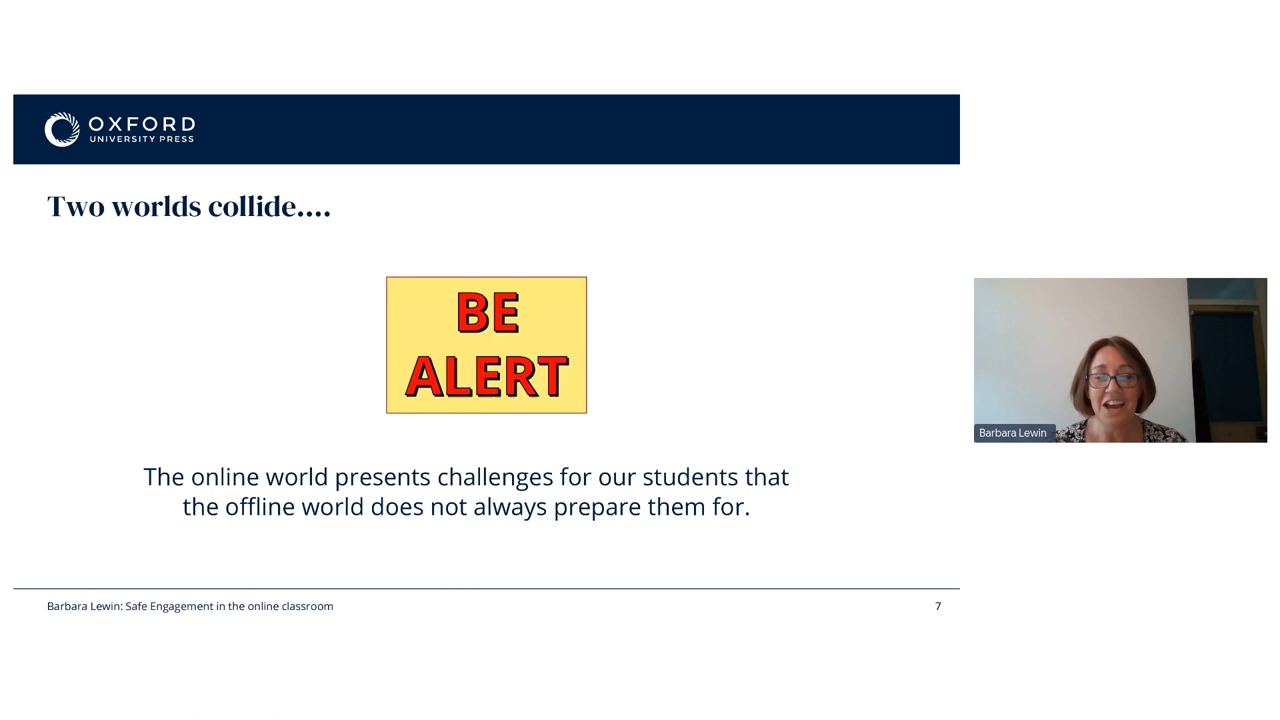 OXFORD
UNIVERSITY PRESS
Two worlds collide....
BE
ALERT
The online world presents challenges for our students that
the offline world does not always prepare them for.
Barbara Lewin
Barbara Lewin: Safe Engagement in the online classroom
7